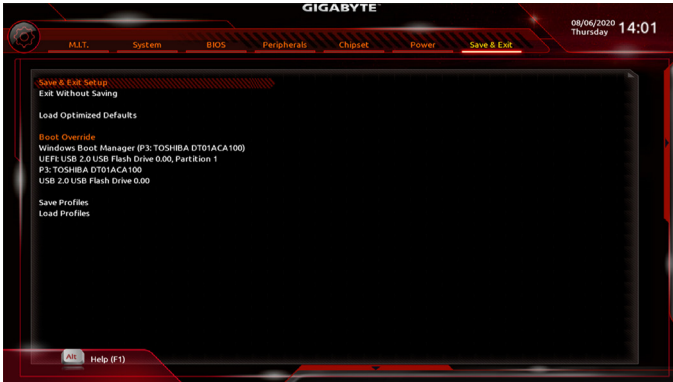 GIGABYTE
08/06/2020 Thursday 14:01
M.I.T. System BIOS Peripherals Chipset Power Save & Exit
Save & Exit Setup
Exit Without Saving
Load Optimized Defaults
Boot Override
Windows Boot Manager (P3: TOSHIBA DT01ACA100)
UEFI: USB 2.0 USB Flash Drive 0.00, Partition 1
P3: TOSHIBA DT01ACA100
USB 2.0 USB Flash Drive 0.00
Save Profiles
Load Profiles
Alt Help (F1)